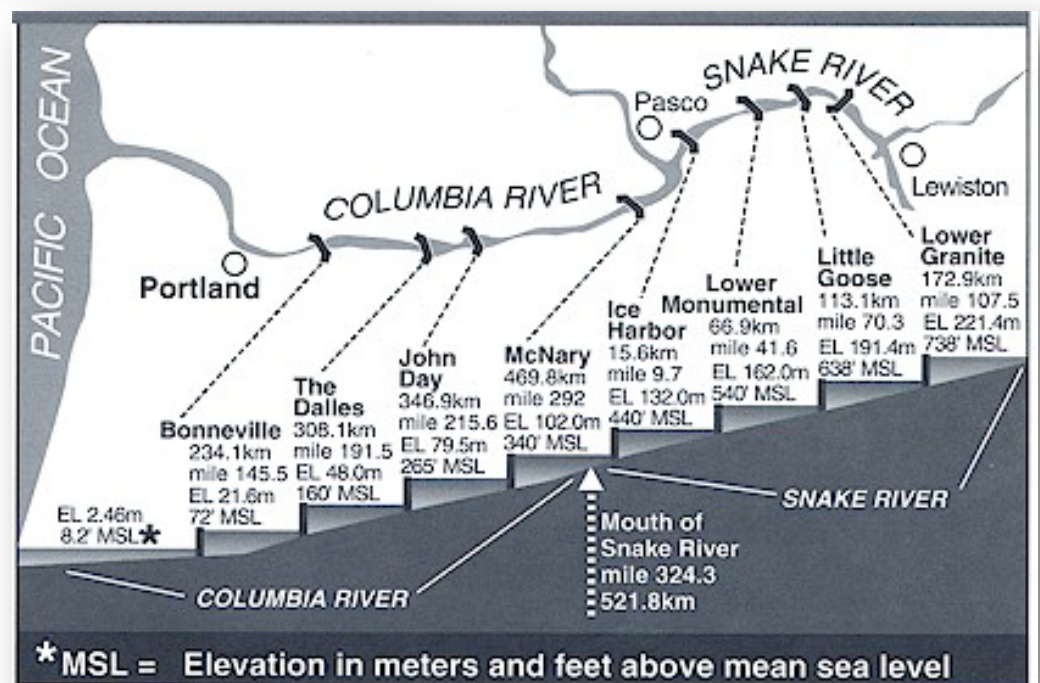 PACIFIC OCEAN
SNAKE RIVER
Pasco
Lewiston
COLUMBIA RIVER
Portland
Bonneville
234.1km
mile 145.5
EL 21.6m
72' MSL
The
Dalles
308.1km
mile 191.5
EL 48.0m
160' MSL
John
Day
346.9km
mile 215.6
EL 79.5m
265' MSL
McNary
469.8km
mile 292
EL 102.0m
340' MSL
Ice
Harbor
15.6km
mile 9.7
EL 132.0m
440' MSL
Lower
Monumental
66.9km
mile 41.6
EL 162.0m
540' MSL
Little
Goose
113.1km
mile 70.3
EL 191.4m
638' MSL
Lower
Granite
172.9km
mile 107.5
EL 221.4m
738' MSL
EL 2.46m
8.2' MSL*
SNAKE RIVER
Mouth of
Snake River
mile 324.3
521.8km
COLUMBIA RIVER
*MSL = Elevation in meters and feet above mean sea level